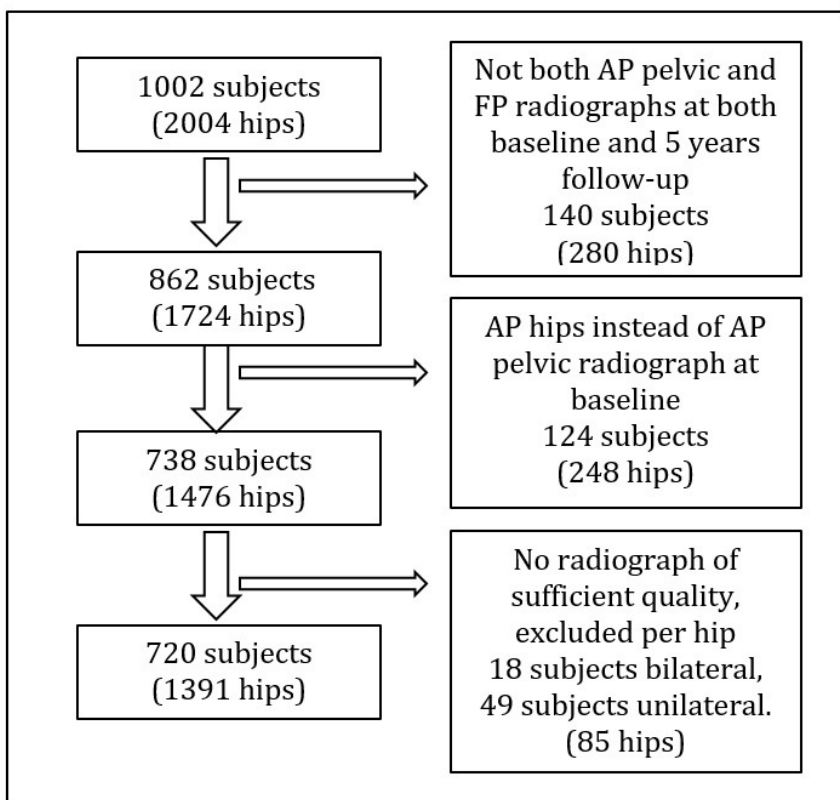 1002 subjects
(2004 hips)
Not both AP pelvic and
FP radiographs at both
baseline and 5 years
follow-up
140 subjects
(280 hips)
862 subjects
(1724 hips)
AP hips instead of AP
pelvic radiograph at
baseline
124 subjects
(248 hips)
738 subjects
(1476 hips)
No radiograph of
sufficient quality,
excluded per hip
18 subjects bilateral,
49 subjects unilateral.
(85 hips)
720 subjects
(1391 hips)